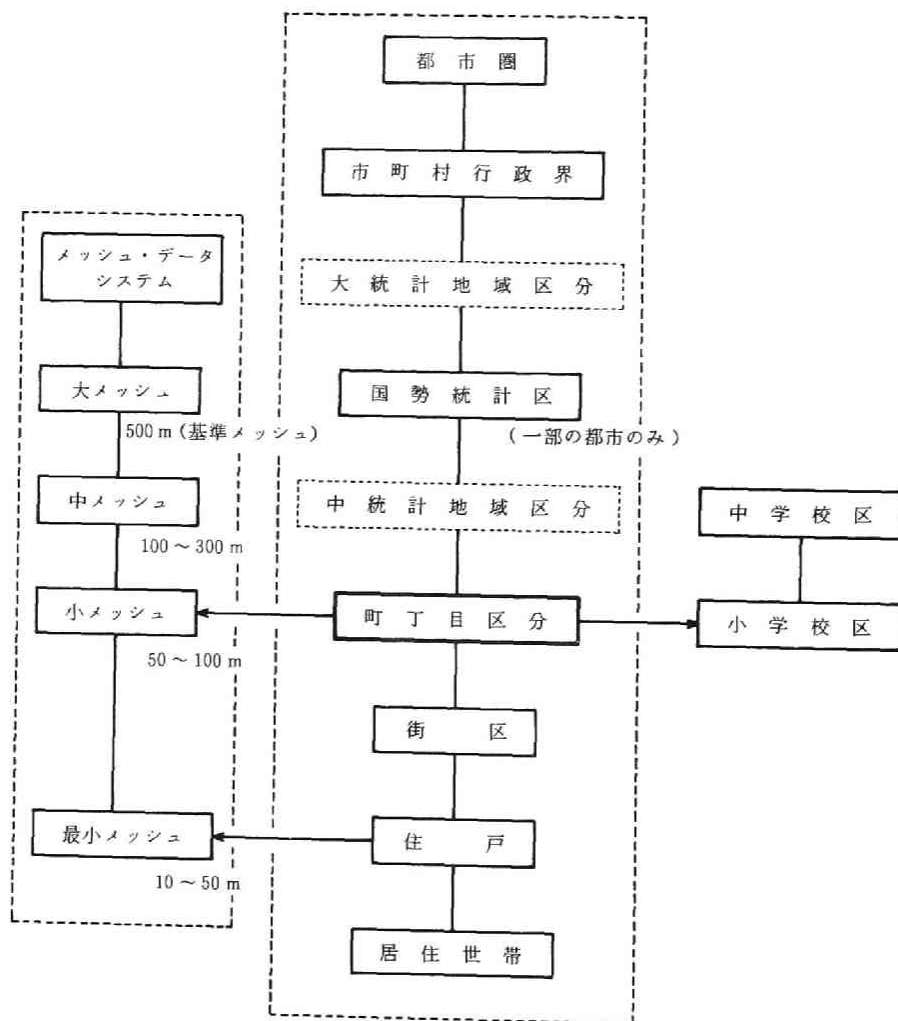 都市圏
市町村行政界
メッシュ・データ
システム
大統計地域区分
大メッシュ
国勢統計区
500m(基準メッシュ)
(一部の都市のみ)
中メッシュ
中統計地域区分
中学校区
100～300m
小メッシュ
町丁目区分
小学校区
50～100m
街区
最小メッシュ
住戸
10～50m
居住世帯